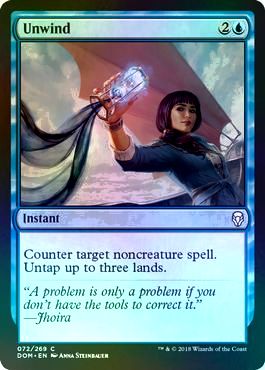 Unwind 2
Instant
Counter target noncreature spell.
Untap up to three lands.
“A problem is only a problem if you
don’t have the tools to correct it.”
—Jhoira
072/269 C
DOM • EN Anna Steinbauer
™ & © 2018 Wizards of the Coast